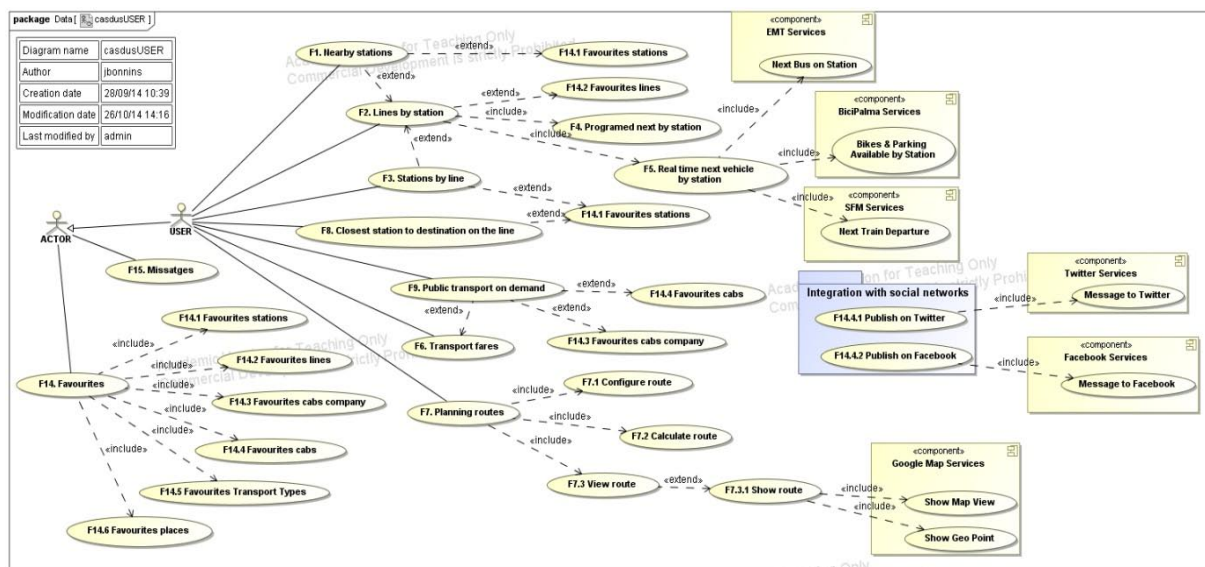 package Data[ casdusUSER ]
Diagram name casdusUSER
Author jbonnins
Creation date 28/09/14 10:39
Modification date 26/10/14 14:16
Last modified by admin
F1. Nearby stations
«extend»
F14.1 Favourites stations
for Teaching Only
Commercial Development is strictly Prohibited
«extend»
F2. Lines by station
«extend»
F14.2 Favourites lines
«include»
F4. Programed next by station
«include»
«extend»
F3. Stations by line
«extend»
F14.1 Favourites stations
F5. Real time next vehicle
by station
«include»
«component»
EMT Services
Next Bus on Station
«include»
«component»
BiciPalma Services
Bikes & Parking
Available by Station
«include»
«component»
SFM Services
Next Train Departure
ACTOR
USER
F8. Closest station to destination on the line
«extend»
F15. Missatges
F9. Public transport on demand
«extend»
F14.4 Favourites cabs
«extend»
F14.3 Favourites cabs company
«extend»
F6. Transport fares
for Teaching Only
Integration with social networks
F14.4.1 Publish on Twitter
«include»
«component»
Twitter Services
Message to Twitter
F14.4.2 Publish on Facebook
«include»
«component»
Facebook Services
Message to Facebook
F14. Favourites
«include»
F14.1 Favourites stations
for Teaching Only
«include»
F14.2 Favourites lines
«include»
F14.3 Favourites cabs company
«include»
F14.4 Favourites cabs
«include»
F14.5 Favourites Transport Types
«include»
F14.6 Favourites places
F7. Planning routes
«include»
F7.1 Configure route
«include»
F7.2 Calculate route
«include»
F7.3 View route
«extend»
F7.3.1 Show route
«component»
Google Map Services
«include»
Show Map View
«include»
Show Geo Point